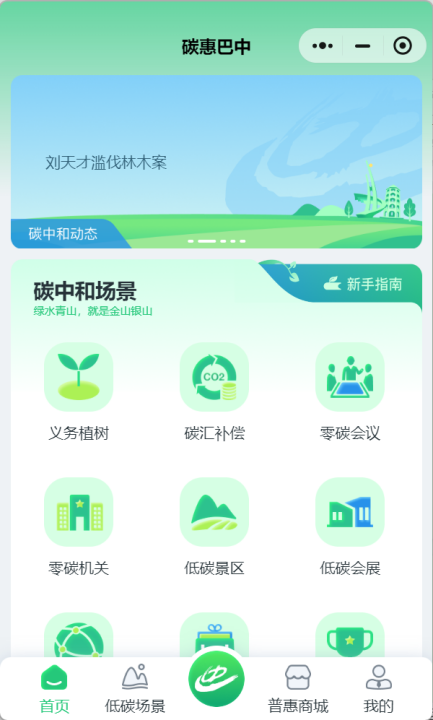 碳惠巴中
刘天才滥伐林木案
碳中和动态
碳中和场景
新手指南
绿水青山，就是金山银山
CO2
义务植树
碳汇补偿
零碳会议
零碳机关
低碳景区
低碳会展
首页
低碳场景
普惠商城
我的